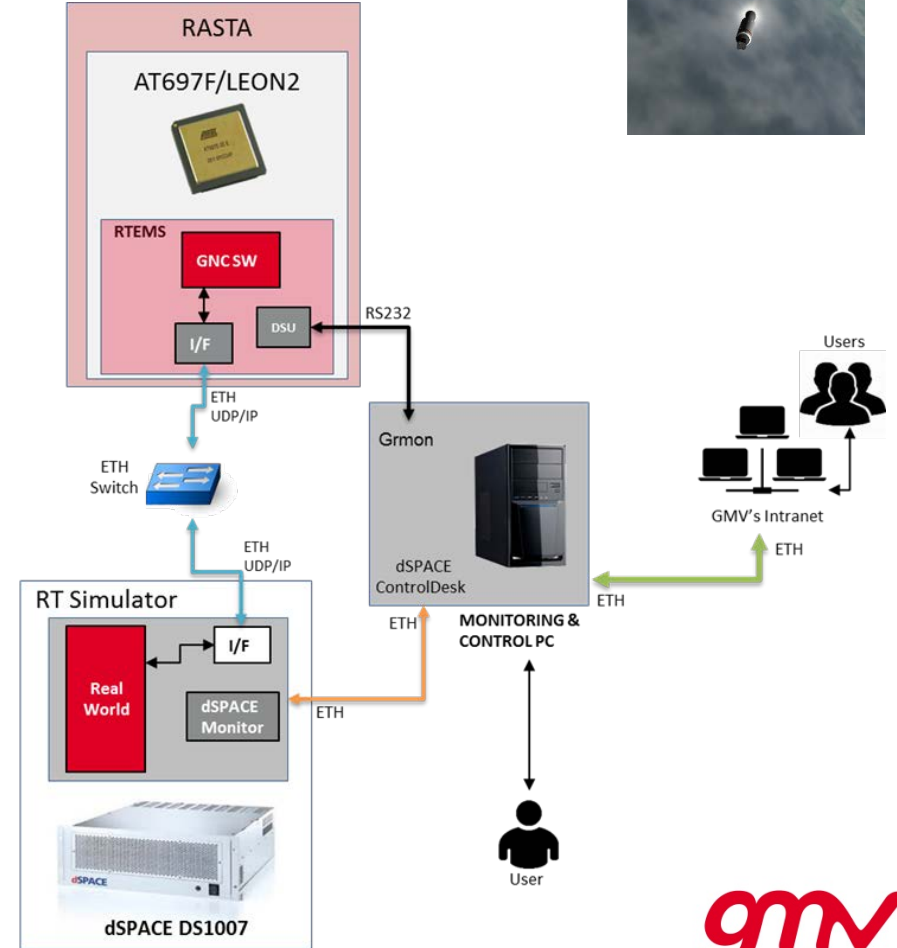 RASTA
AT697F/LEON2
RTEMS
GNC SW
DSU
I/F
RS232
ETH
UDP/IP
ETH
Switch
ETH
UDP/IP
Grmon
dSPACE
ControlDesk
MONITORING &
CONTROL PC
ETH
ETH
Users
GMV's Intranet
ETH
RT Simulator
I/F
Real
World
dSPACE
Monitor
ETH
dSPACE
dSPACE DS1007
User
gmv